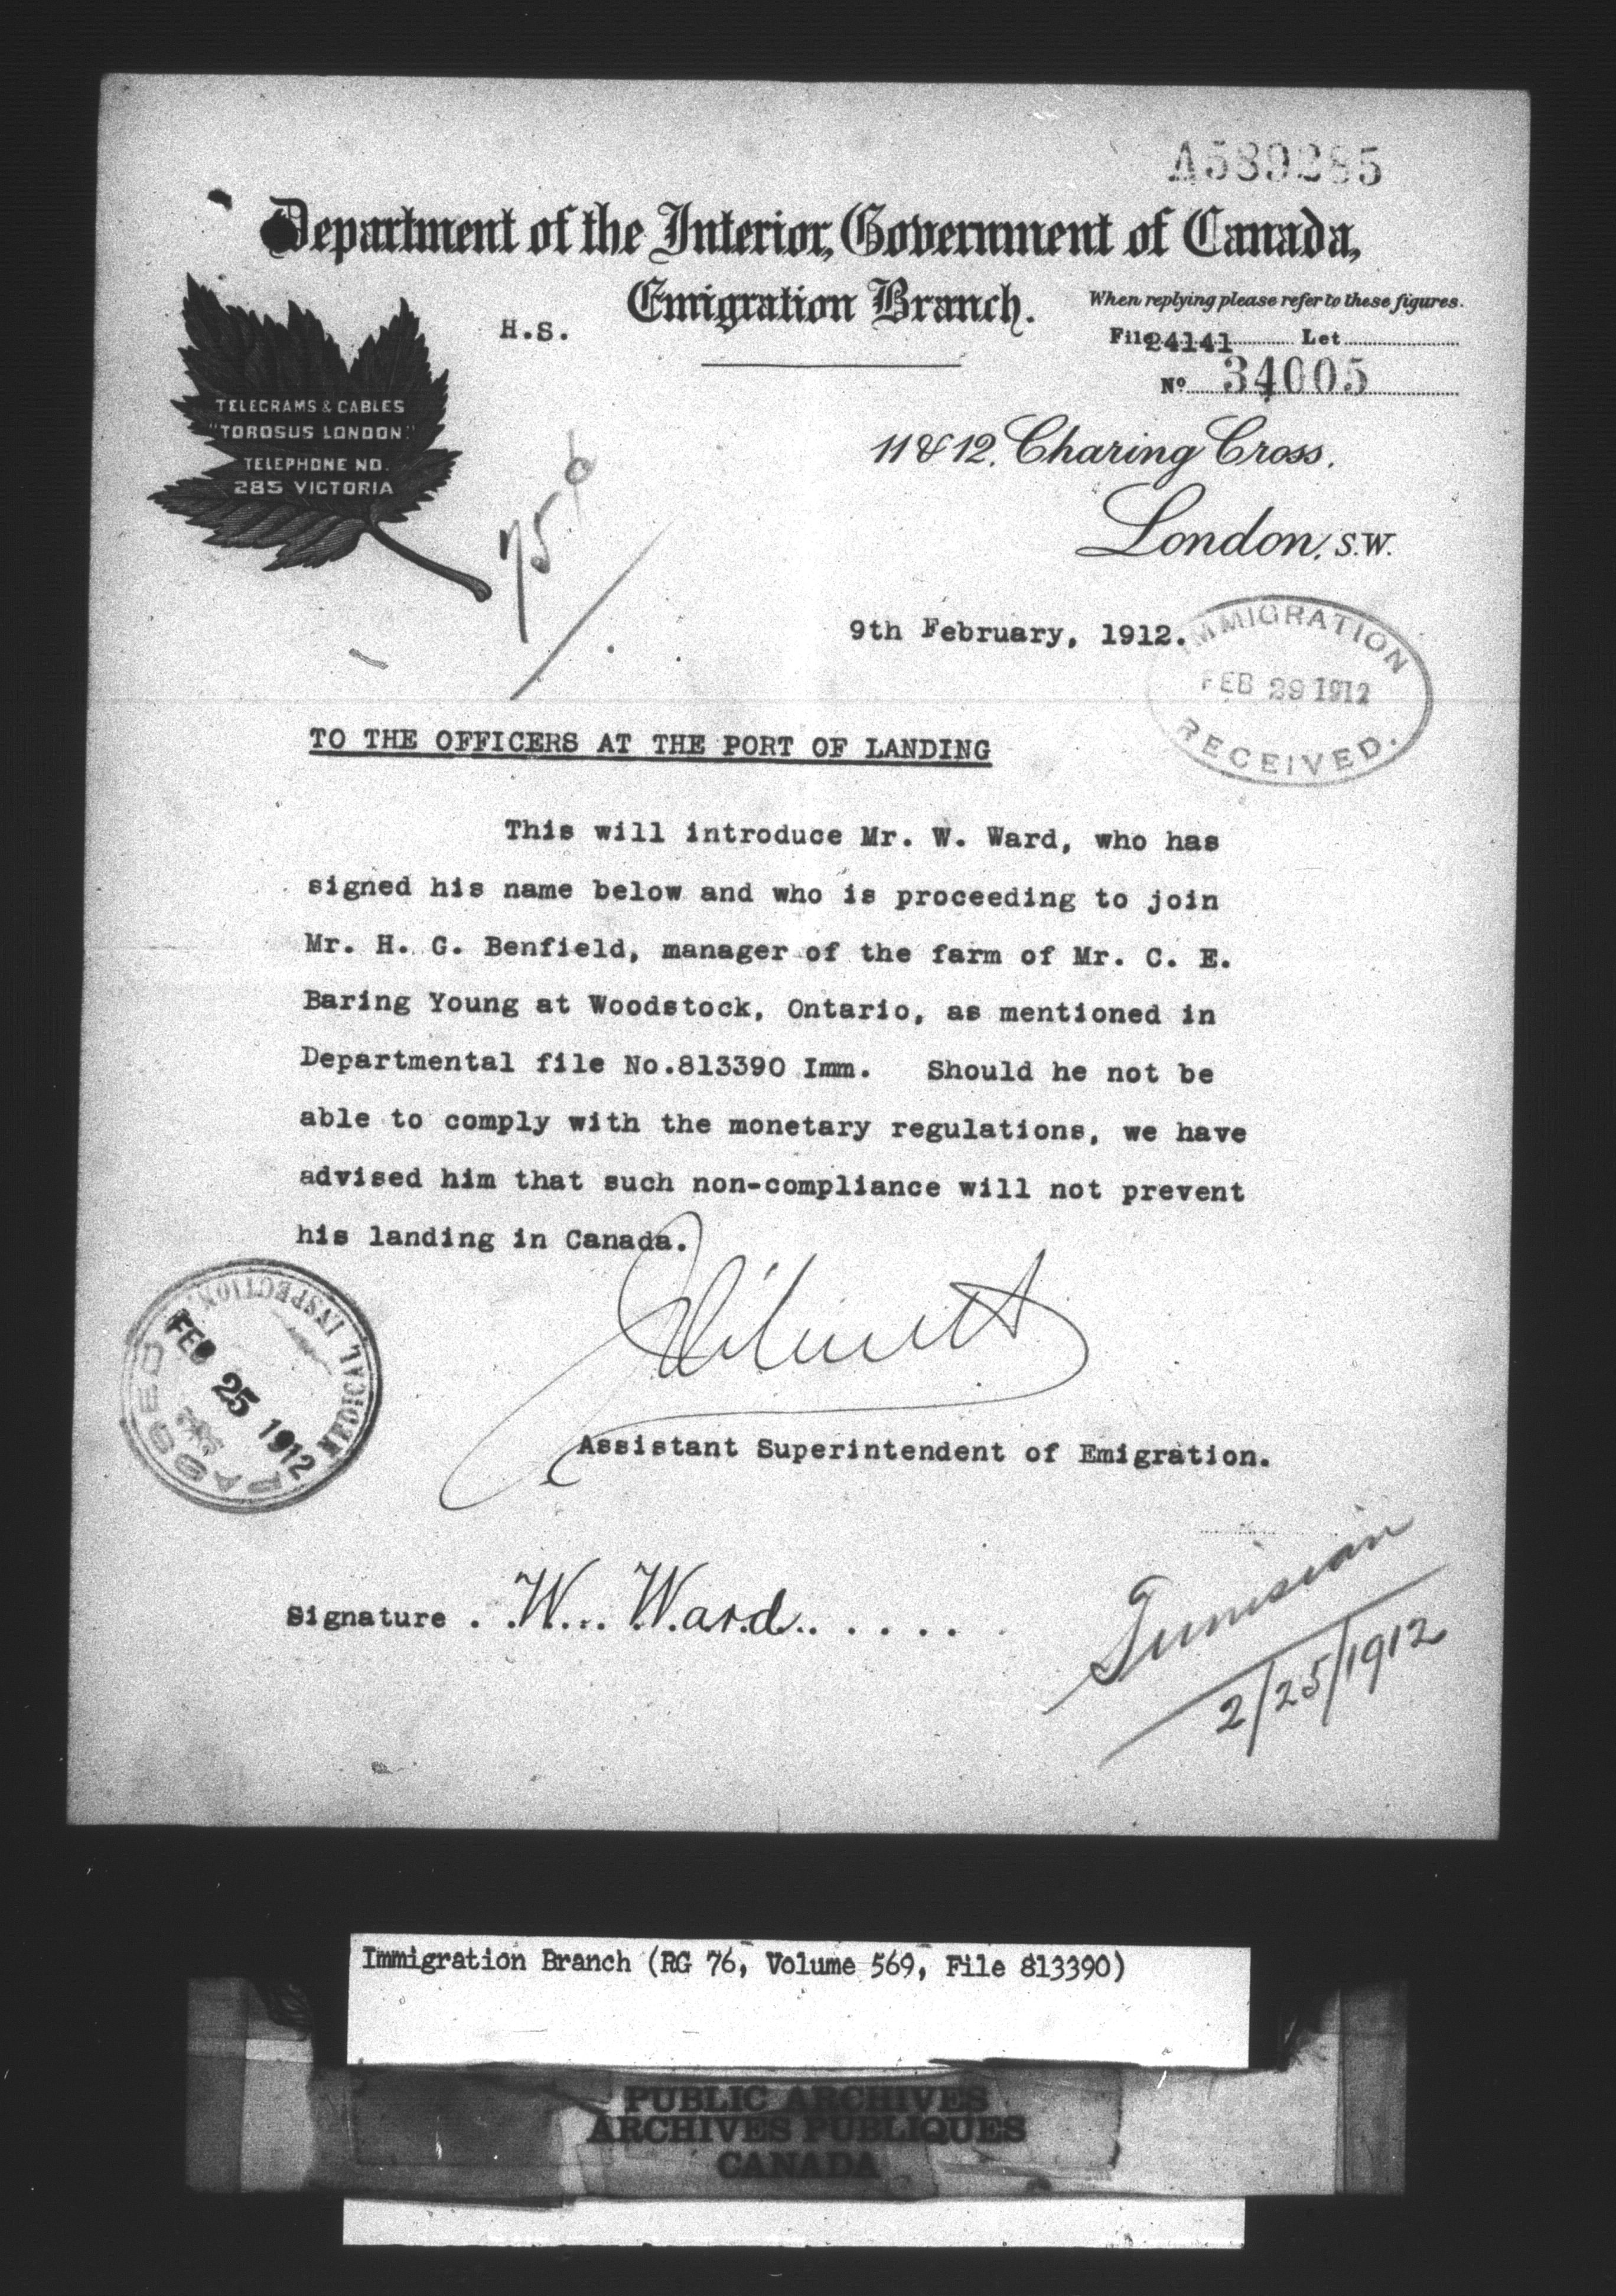 A589285
Department of the Interior, Government of Canada,
Emigration Branch.
When replying please refer to these figures.
H.S.
File 24141 Let
No 34005
TELEGRAMS & CABLES
"TOROSUS LONDON."
TELEPHONE NO.
285 VICTORIA
11 & 12, Charing Cross,
London, S.W.
75¢
9th February, 1912.
IMMIGRATION
FEB 29 1912
RECEIVED.
TO THE OFFICERS AT THE PORT OF LANDING
This will introduce Mr. W. Ward, who has
signed his name below and who is proceeding to join
Mr. H. G. Benfield, manager of the farm of Mr. C. E.
Baring Young at Woodstock, Ontario, as mentioned in
Departmental file No.813390 Imm. Should he not be
able to comply with the monetary regulations, we have
advised him that such non-compliance will not prevent
his landing in Canada.
MEDICAL INSPECTION
FEB 25 1912
PASSED
Assistant Superintendent of Emigration.
Signature . W... Ward.. . . . .
Tunisian
2/25/1912
Immigration Branch (RG 76, Volume 569, File 813390)
PUBLIC ARCHIVES
ARCHIVES PUBLIQUES
CANADA